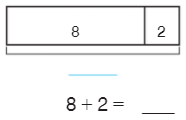 8 2
8 + 2 = ___